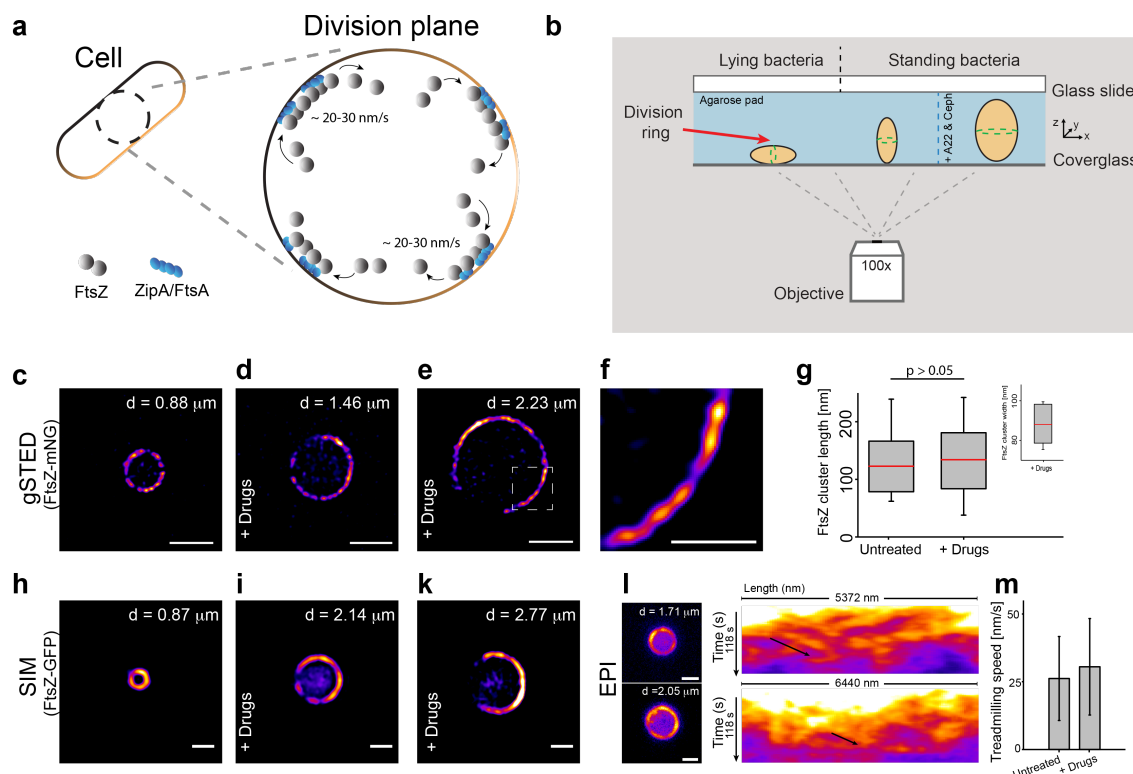 a
Cell
Division plane
~ 20-30 nm/s
~ 20-30 nm/s
FtsZ
ZipA/FtsA
b
Lying bacteria
Standing bacteria
Glass slide
Agarose pad
Division
ring
+ A22 & Ceph
z
y
x
Coverglass
100x
Objective
c
d
e
f
g
gSTED
(FtsZ-mNG)
d = 0.88 μm
d = 1.46 μm
+ Drugs
d = 2.23 μm
+ Drugs
p > 0.05
FtsZ cluster length [nm]
200
100
0
Untreated
+ Drugs
FtsZ cluster width [nm]
100
80
+ Drugs
h
i
k
l
m
SIM
(FtsZ-GFP)
d = 0.87 μm
d = 2.14 μm
+ Drugs
d = 2.77 μm
+ Drugs
EPI
d = 1.71 μm
d =2.05 μm
Length (nm)
5372 nm
Time (s)
118 s
6440 nm
Time (s)
118 s
Treadmilling speed [nm/s]
50
25
0
Untreated
+ Drugs